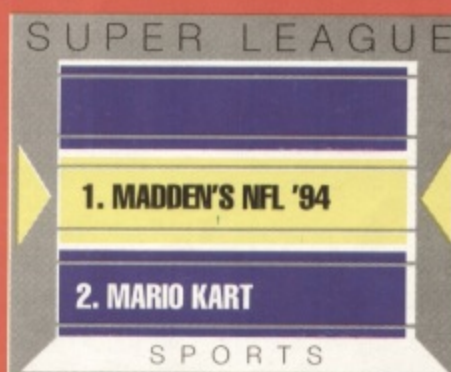 SUPER LEAGUE
1. MADDEN'S NFL '94
2. MARIO KART
SPORTS